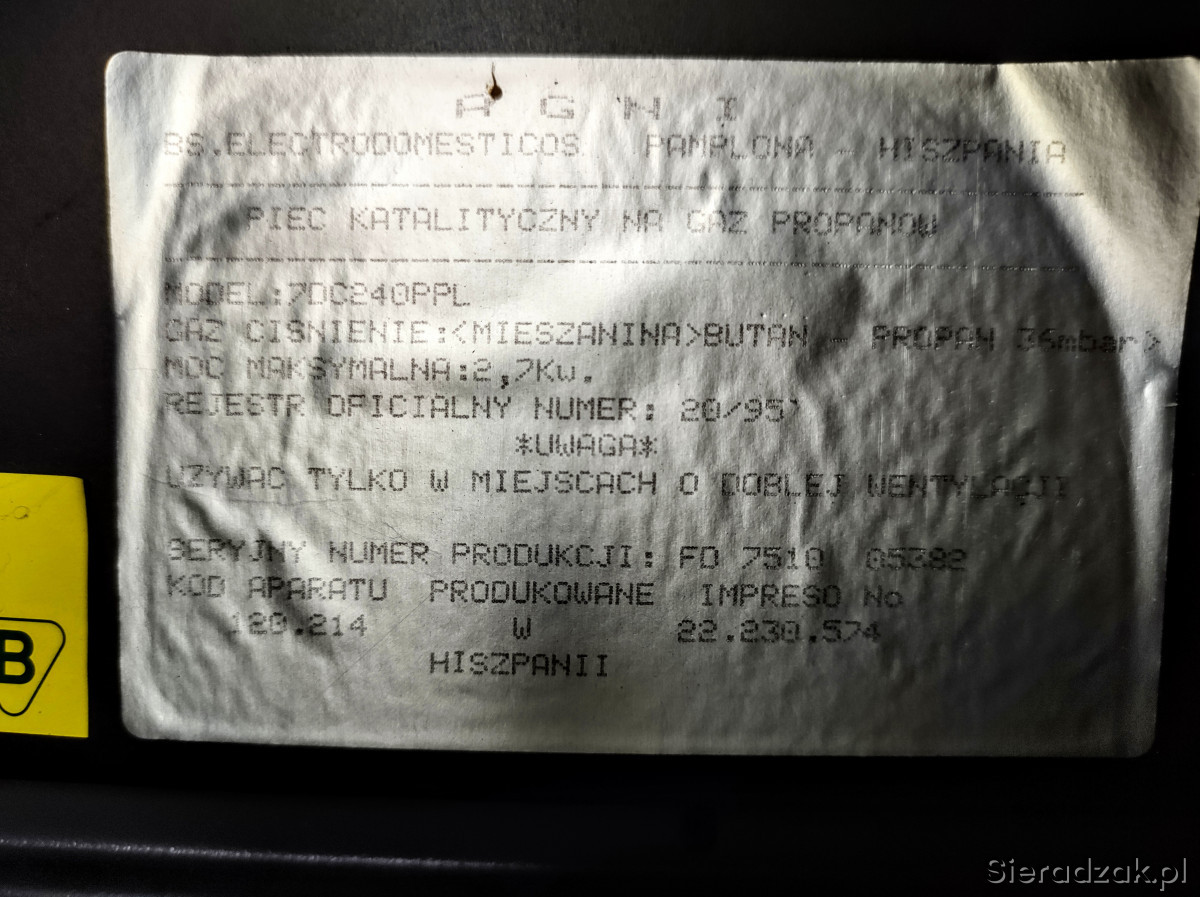 AGNI
BS.ELECTRODOMESTICOS PAMPLONA - HISZPANIA
PIEC KATALITYCZNY NA GAZ PROPANOW
MODEL:7DC240PPL
GAZ CISNIENIE:<MIESZANINA>BUTAN - PROPAN 36mbar>
MOC MAKSYMALNA:2,7Kw.
REJESTR OFICIALNY NUMER: 20/95'
*UWAGA*
UZYWAC TYLKO W MIEJSCACH O DOBLEJ WENTYLACJI
SERYJNY NUMER PRODUKCJI: FD 7510 05382
KOD APARATU PRODUKOWANE IMPRESO No
120.214 W 22.230.574
HISZPANII
B
Sieradzak.pl